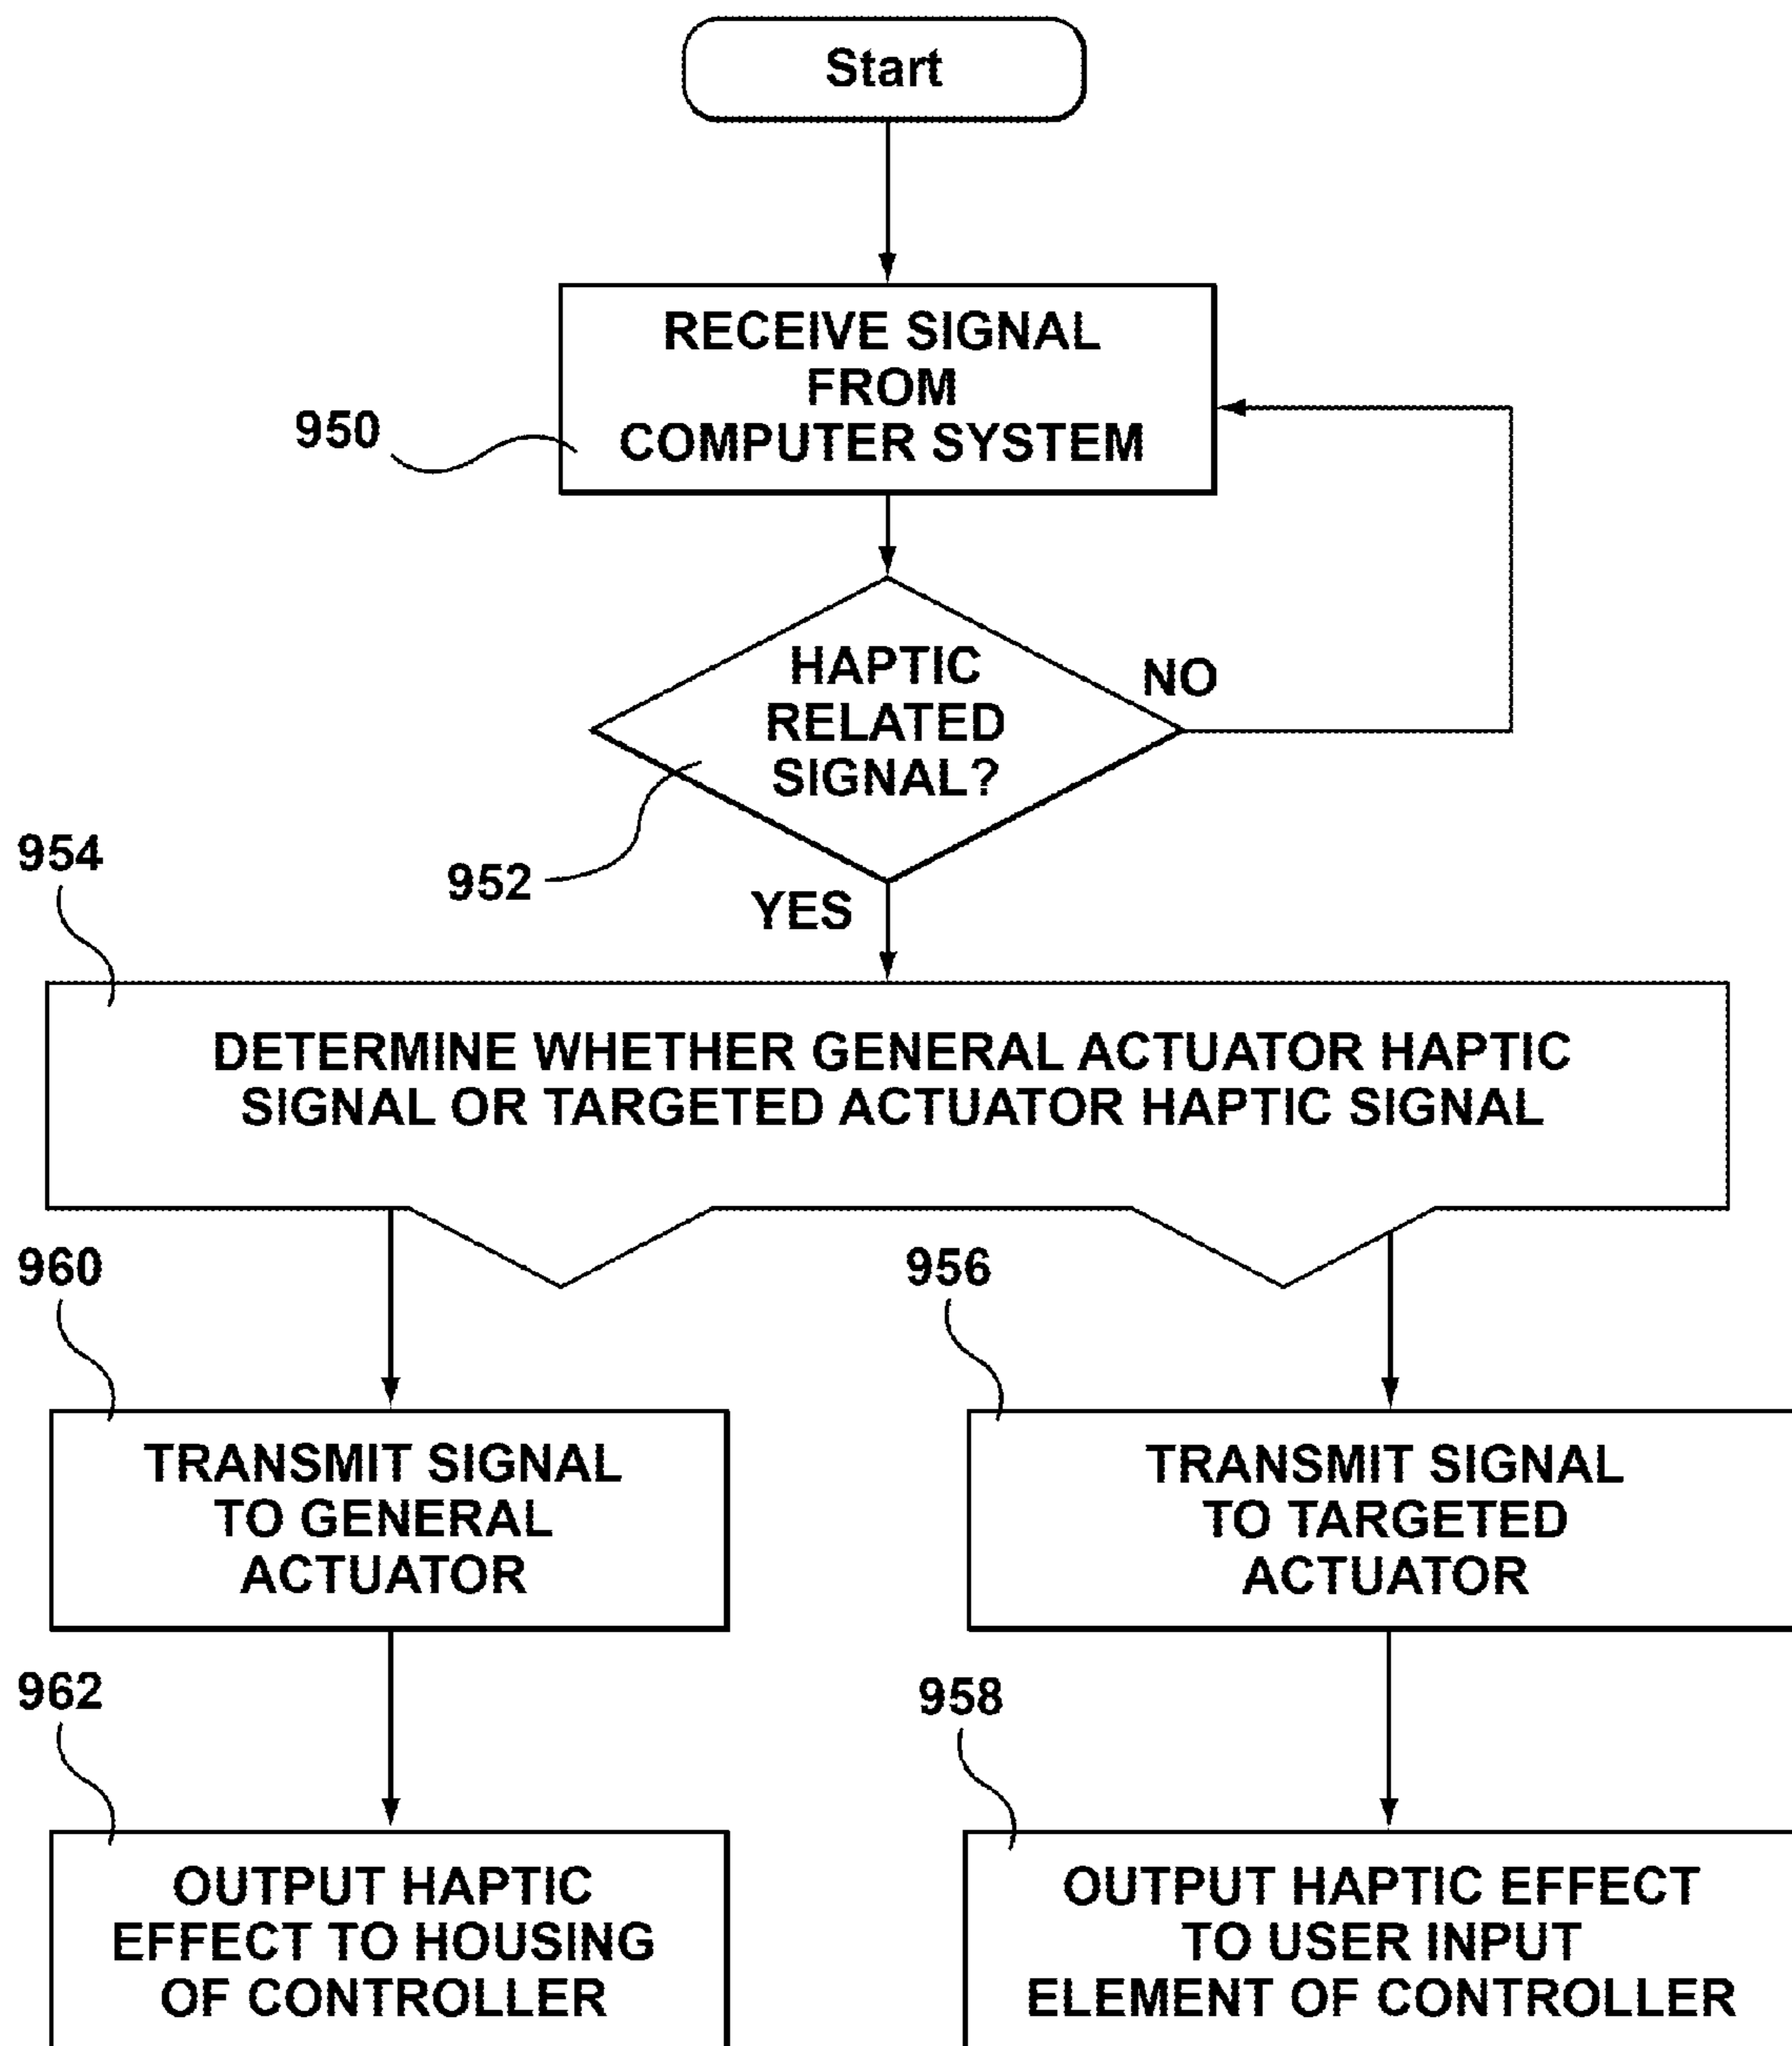 Start
RECEIVE SIGNAL
FROM
COMPUTER SYSTEM
950
HAPTIC
RELATED
SIGNAL?
NO
952
YES
954
DETERMINE WHETHER GENERAL ACTUATOR HAPTIC
SIGNAL OR TARGETED ACTUATOR HAPTIC SIGNAL
960
TRANSMIT SIGNAL
TO GENERAL
ACTUATOR
956
TRANSMIT SIGNAL
TO TARGETED
ACTUATOR
962
OUTPUT HAPTIC
EFFECT TO HOUSING
OF CONTROLLER
958
OUTPUT HAPTIC EFFECT
TO USER INPUT
ELEMENT OF CONTROLLER